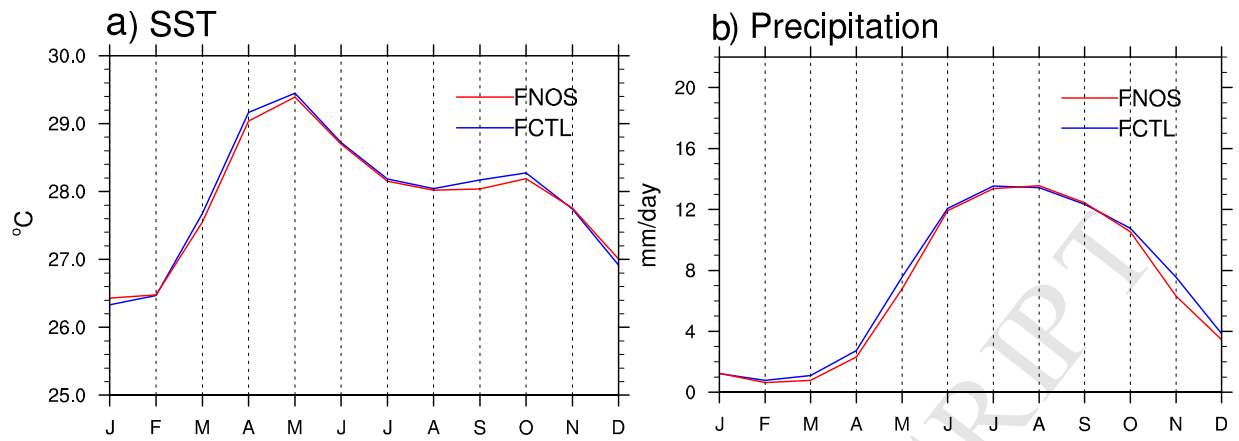 a) SST
30.0
29.0
28.0
27.0
26.0
25.0
°C
FNOS
FCTL
J F M A M J J A S O N D
b) Precipitation
20
16
12
8
4
0
mm/day
FNOS
FCTL
J F M A M J J A S O N D
RIPT